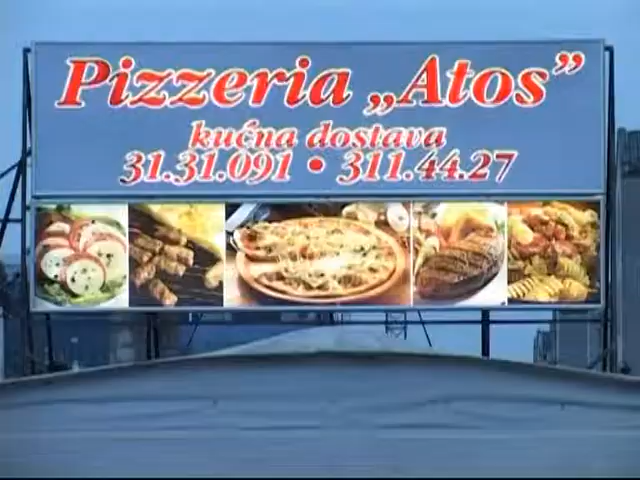 Pizzeria „Atos”
kućna dostava
31.31.091 • 311.44.27